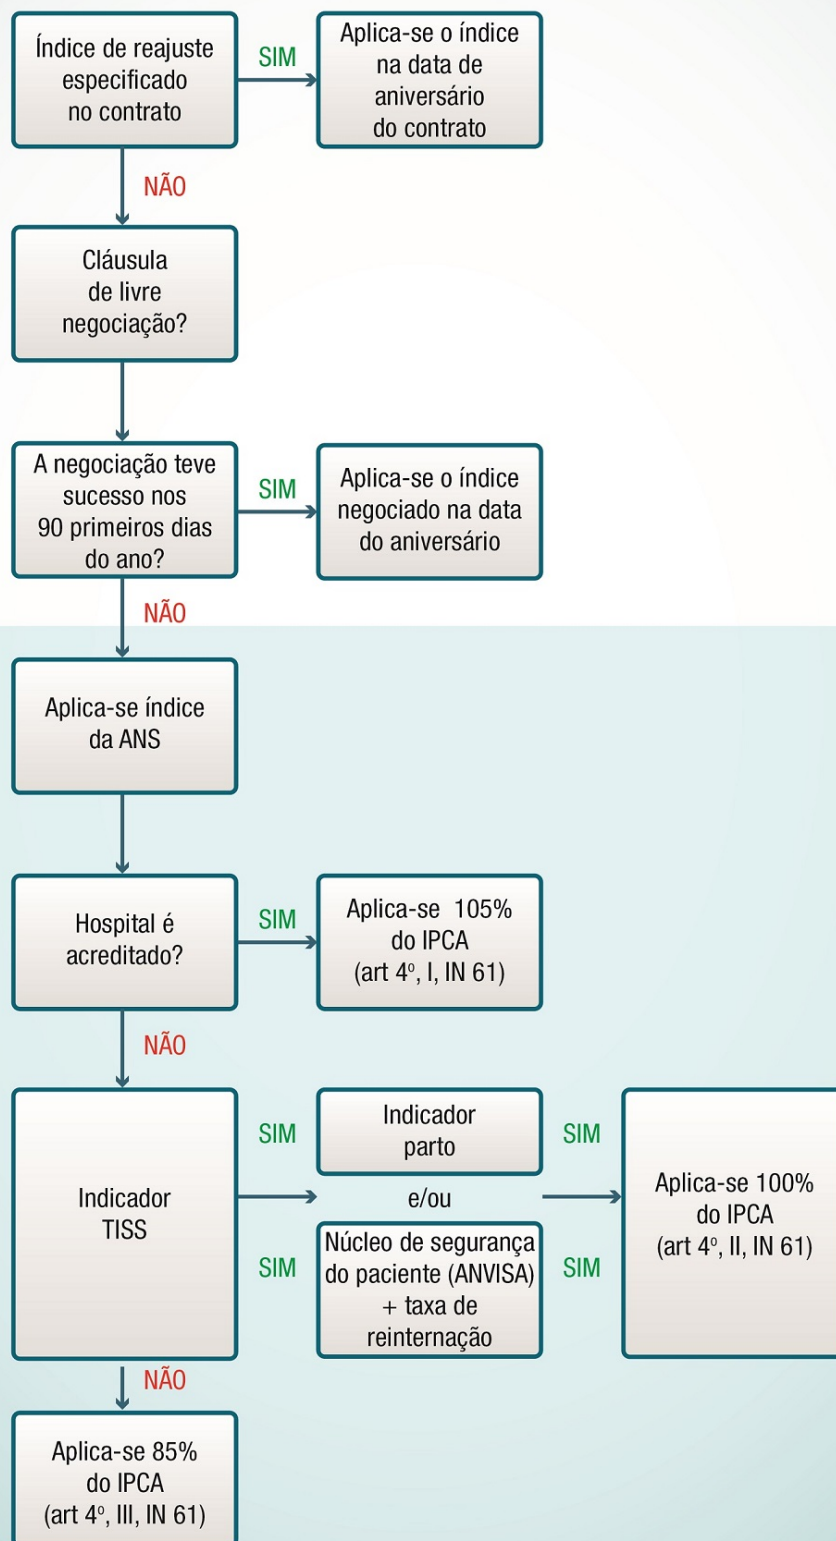 Índice de reajuste
especificado
no contrato
SIM
Aplica-se o índice
na data de
aniversário
do contrato
NÃO
Cláusula
de livre
negociação?
A negociação teve
sucesso nos
90 primeiros dias
do ano?
SIM
Aplica-se o índice
negociado na data
do aniversário
NÃO
Aplica-se índice
da ANS
Hospital é
acreditado?
SIM
Aplica-se 105%
do IPCA
(art 4º, I, IN 61)
NÃO
Indicador
TISS
SIM
Indicador
parto
SIM
e/ou
SIM
Núcleo de segurança
do paciente (ANVISA)
+ taxa de
reinternação
SIM
Aplica-se 100%
do IPCA
(art 4º, II, IN 61)
NÃO
Aplica-se 85%
do IPCA
(art 4º, III, IN 61)